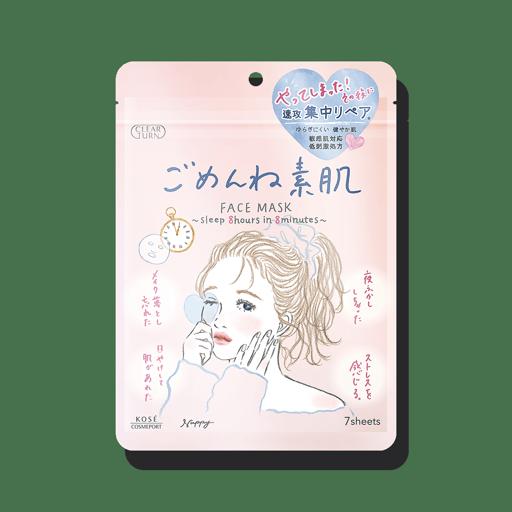 やってしまった!
その夜に
速攻 集中リペア。
ゆらぎにくい 健やか肌
敏感肌対応
低刺激処方
CLEAR
TURN
ごめんね素肌
FACE MASK
~sleep 8hours in 8minutes~
メイク落とし
忘れた
夜ふかし
しちゃった
日やけして
肌があれた
ストレスを
感じる。
KOSÉ
COSMEPORT
Nappy
7sheets